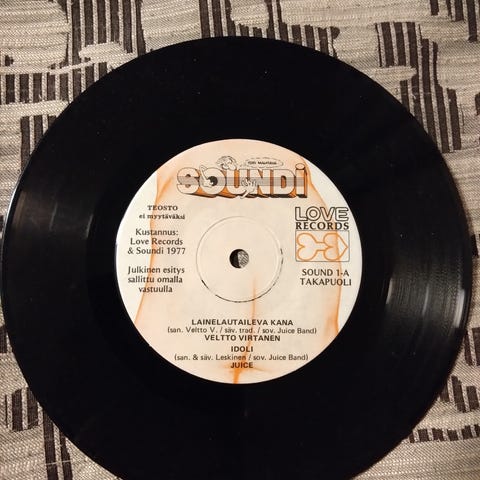 SOUNDi
TEOSTO
ei myytäväksi
Kustannus:
Love Records
& Soundi 1977
Julkinen esitys
sallittu omalla
vastuulla
LOVE
RECORDS
SOUND 1-A
TAKAPUOLI
LAINELAUTAILEVA KANA
(san. Veltto V. / säv. trad. / sov. Juice Band)
VELTTO VIRTANEN
IDOLI
(san. & säv. Leskinen / sov. Juice Band)
JUICE